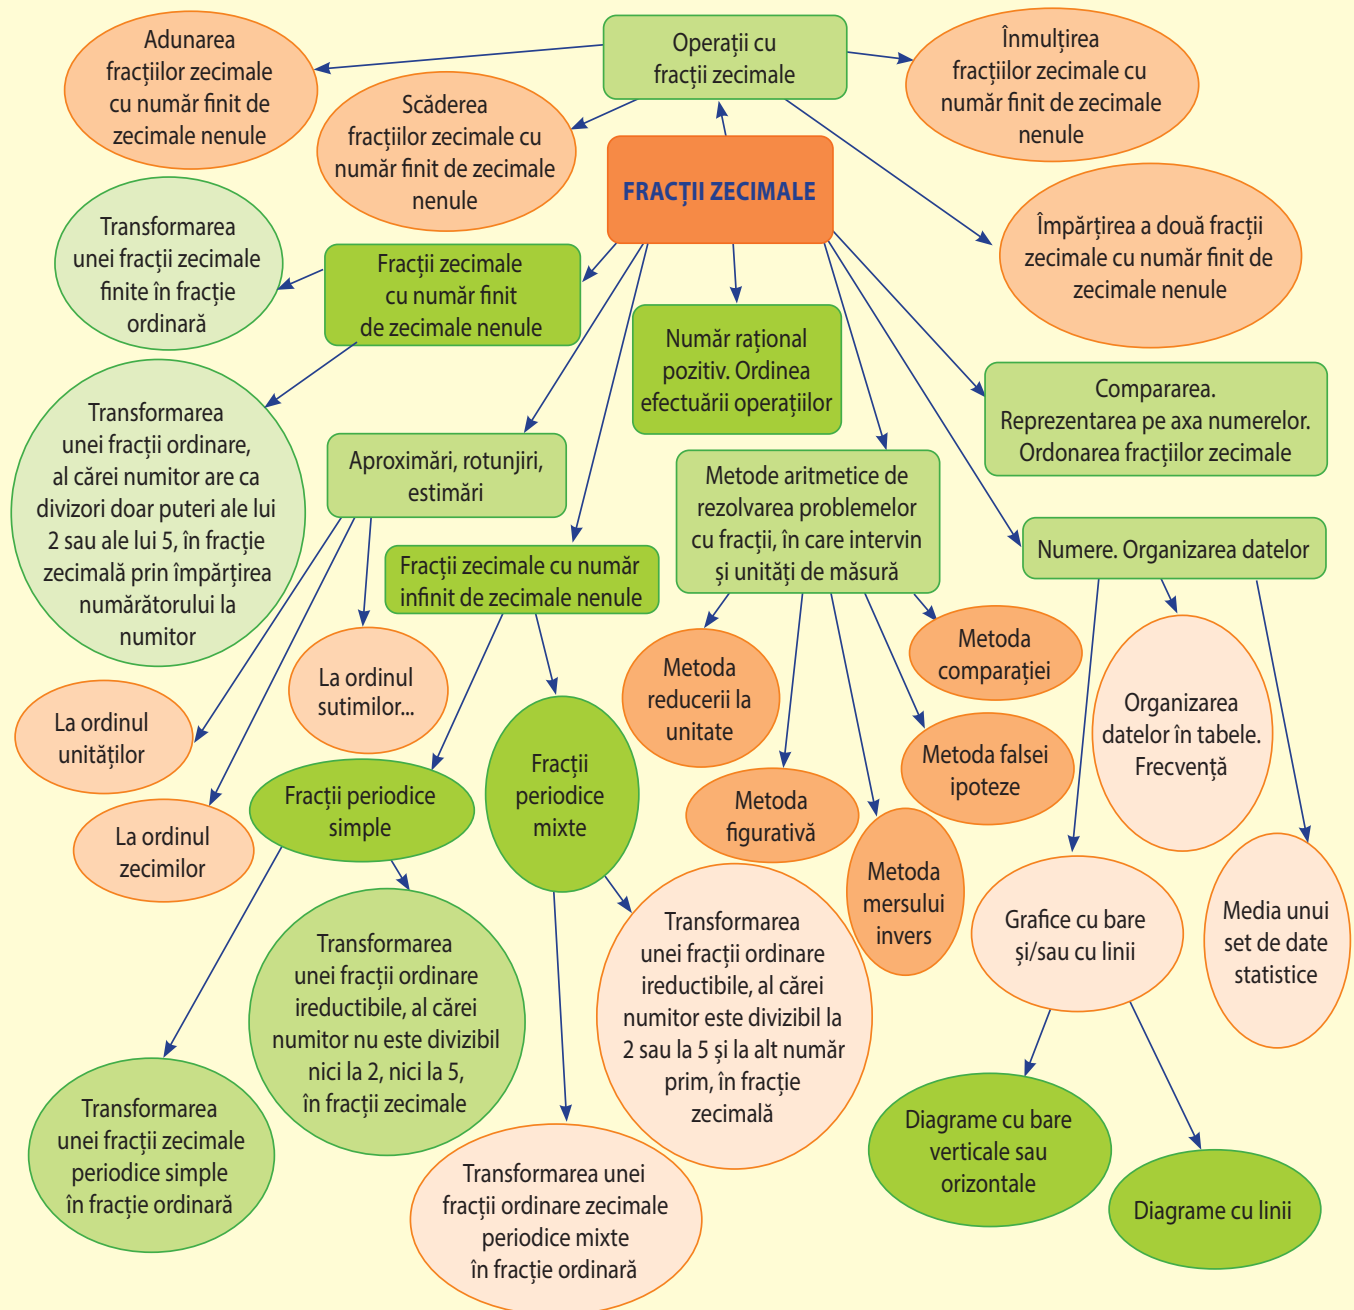 Adunarea
fracțiilor zecimale
cu număr finit de
zecimale nenule
Operații cu
fracții zecimale
Înmulțirea
fracțiilor zecimale cu
număr finit de zecimale
nenule
Scăderea
fracțiilor zecimale cu
număr finit de zecimale
nenule
FRACȚII ZECIMALE
Împărțirea a două fracții
zecimale cu număr finit de
zecimale nenule
Transformarea
unei fracții zecimale
finite în fracție
ordinară
Fracții zecimale
cu număr finit
de zecimale nenule
Număr rațional
pozitiv. Ordinea
efectuării operațiilor
Compararea.
Reprezentarea pe axa numerelor.
Ordonarea fracțiilor zecimale
Transformarea
unei fracții ordinare,
al cărei numitor are ca
divizori doar puteri ale lui
2 sau ale lui 5, în fracție
zecimală prin împărțirea
numărătorului la
numitor
Aproximări, rotunjiri,
estimări
Metode aritmetice de
rezolvarea problemelor
cu fracții, în care intervin
și unități de măsură
Numere. Organizarea datelor
Fracții zecimale cu număr
infinit de zecimale nenule
La ordinul
unităților
La ordinul
sutimilor...
La ordinul
zecimilor
Metoda
reducerii la
unitate
Metoda
comparației
Metoda falsei
ipoteze
Metoda
figurativă
Metoda
mersului
invers
Organizarea
datelor în tabele.
Frecvență
Fracții periodice
simple
Fracții
periodice
mixte
Grafice cu bare
și/sau cu linii
Media unui
set de date
statistice
Transformarea
unei fracții ordinare
ireductibile, al cărei
numitor nu este divizibil
nici la 2, nici la 5,
în fracții zecimale
Transformarea
unei fracții ordinare
ireductibile, al cărei
numitor este divizibil la
2 sau la 5 și la alt număr
prim, în fracție
zecimală
Transformarea
unei fracții zecimale
periodice simple
în fracție ordinară
Transformarea unei
fracții ordinare zecimale
periodice mixte
în fracție ordinară
Diagrame cu bare
verticale sau
orizontale
Diagrame cu linii